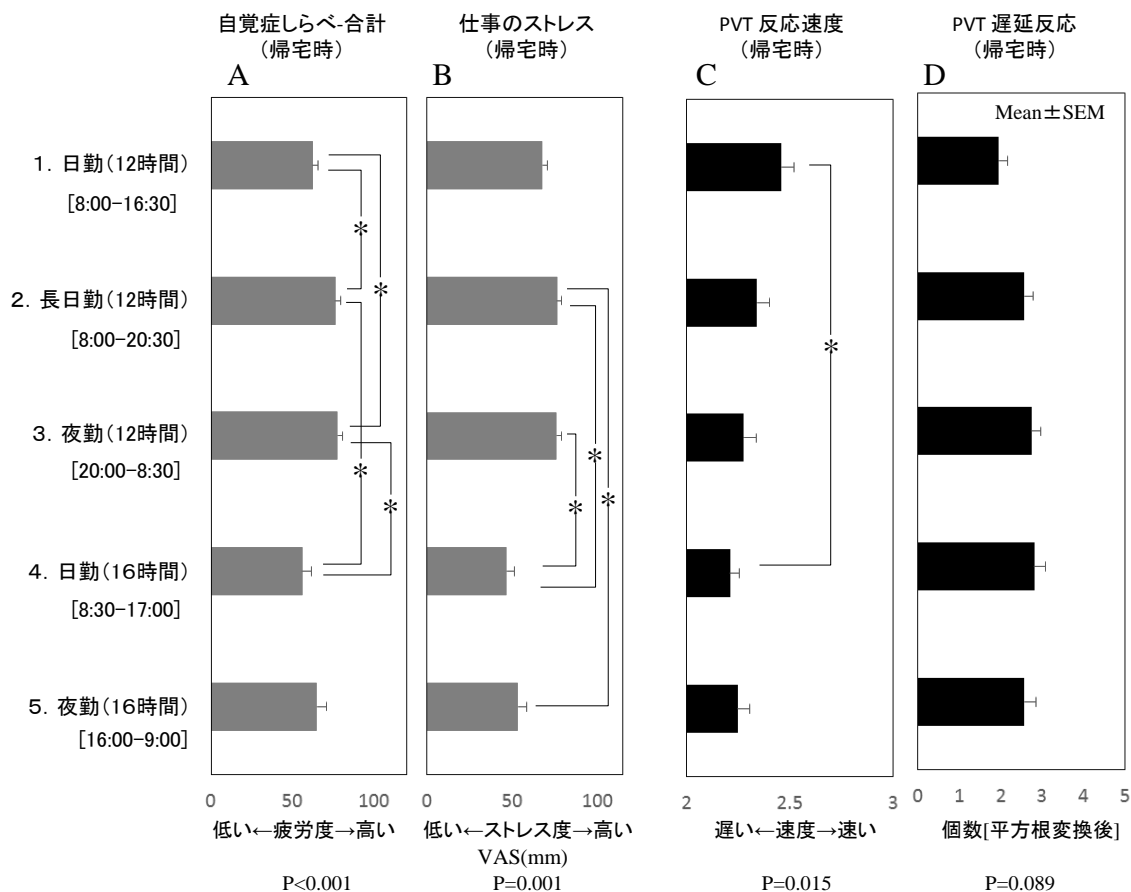 自覚症しらべ-合計
（帰宅時）
仕事のストレス
（帰宅時）
PVT 反応速度
（帰宅時）
PVT 遅延反応
（帰宅時）
A
B
C
D
Mean±SEM
1. 日勤（12時間）
[8:00-16:30]
2. 長日勤（12時間）
[8:00-20:30]
3. 夜勤（12時間）
[20:00-8:30]
4. 日勤（16時間）
[8:30-17:00]
5. 夜勤（16時間）
[16:00-9:00]
*
*
*
*
*
*
*
*
0 50 100
0 50 100
2 2.5 3
0 1 2 3 4 5
低い←疲労度→高い
低い←ストレス度→高い
VAS(mm)
遅い←速度→速い
個数[平方根変換後]
P<0.001
P=0.001
P=0.015
P=0.089